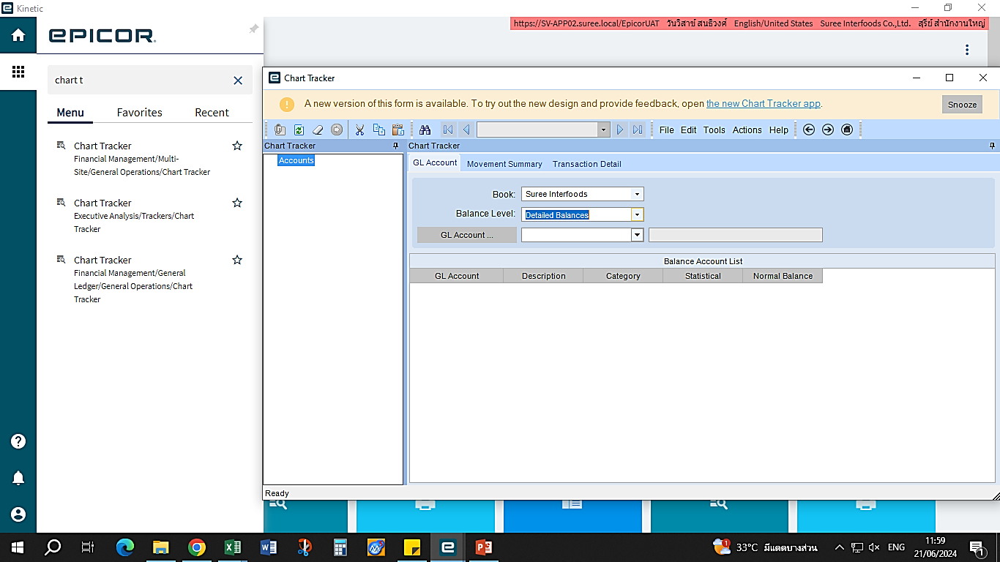 Kinetic
https://SV-APP02.suree.local/EpicorUAT วันวิสาข์ สนธิวงศ์ English/United States Suree Interfoods Co.,Ltd. สุรีย์ สำนักงานใหญ่
EPICOR
chart t
Menu Favorites Recent
Chart Tracker
Financial Management/Multi-
Site/General Operations/Chart Tracker
Chart Tracker
Executive Analysis/Trackers/Chart
Tracker
Chart Tracker
Financial Management/General
Ledger/General Operations/Chart
Tracker
Chart Tracker
A new version of this form is available. To try out the new design and provide feedback, open the new Chart Tracker app.
Snooze
File Edit Tools Actions Help
Chart Tracker
Accounts
Chart Tracker
GL Account Movement Summary Transaction Detail
Book: Suree Interfoods
Balance Level: Detailed Balances
GL Account ...
Balance Account List
GL Account Description Category Statistical Normal Balance
Ready
1 33°C มีแดดบางส่วน ENG 11:59
21/06/2024 1